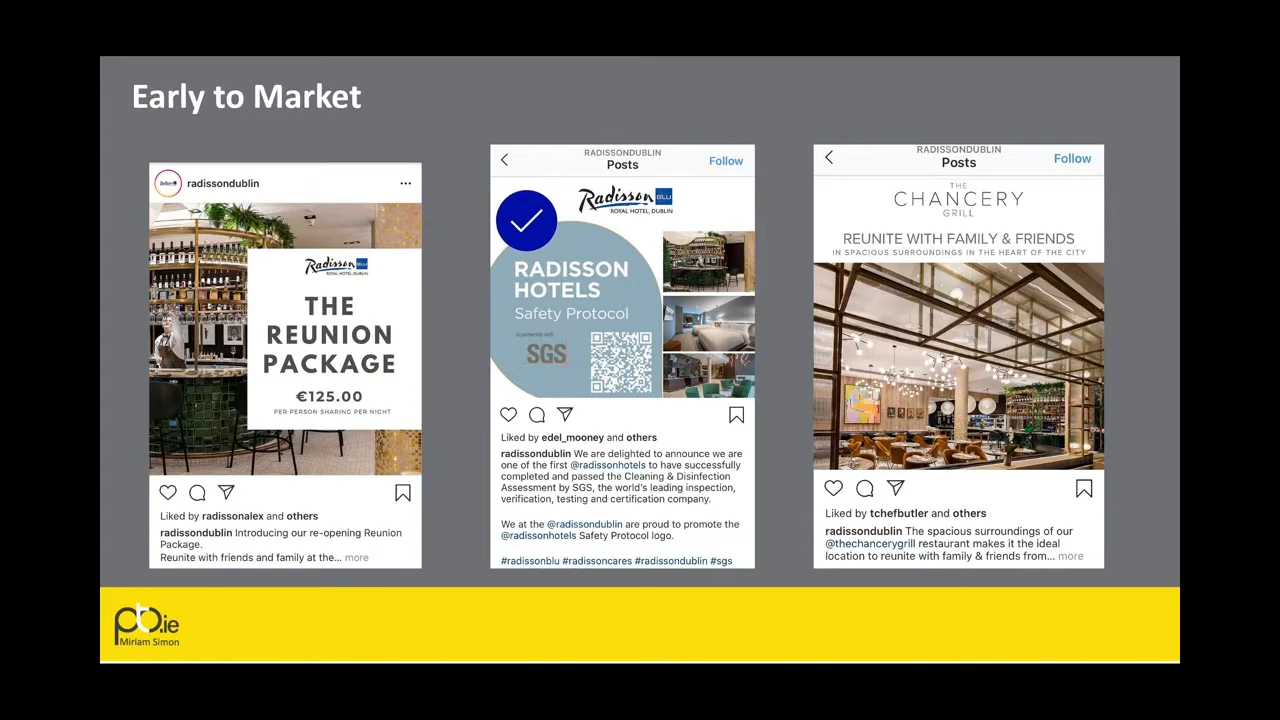 Early to Market
radissondublin
Radisson BLU
ROYAL HOTEL, DUBLIN
THE
REUNION
PACKAGE
€125.00
PER PERSON SHARING PER NIGHT
Liked by radissonalex and others
radissondublin Introducing our re-opening Reunion
Package.
Reunite with friends and family at the... more
RADISSONDUBLIN
Posts
Follow
Radisson BLU
ROYAL HOTEL, DUBLIN
RADISSON
HOTELS
Safety Protocol
In partnership with
SGS
Liked by edel_mooney and others
radissondublin We are delighted to announce we are
one of the first @radissonhotels to have successfully
completed and passed the Cleaning & Disinfection
Assessment by SGS, the world's leading inspection,
verification, testing and certification company.
We at the @radissondublin are proud to promote the
@radissonhotels Safety Protocol logo.
#radissonblu #radissoncares #radissondublin #sgs
RADISSONDUBLIN
Posts
Follow
THE
CHANCERY
GRILL
REUNITE WITH FAMILY & FRIENDS
IN SPACIOUS SURROUNDINGS IN THE HEART OF THE CITY
Liked by tchefbutler and others
radissondublin The spacious surroundings of our
@thechancerygrill restaurant makes it the ideal
location to reunite with family & friends from... more
ptb.ie
Miriam Simon